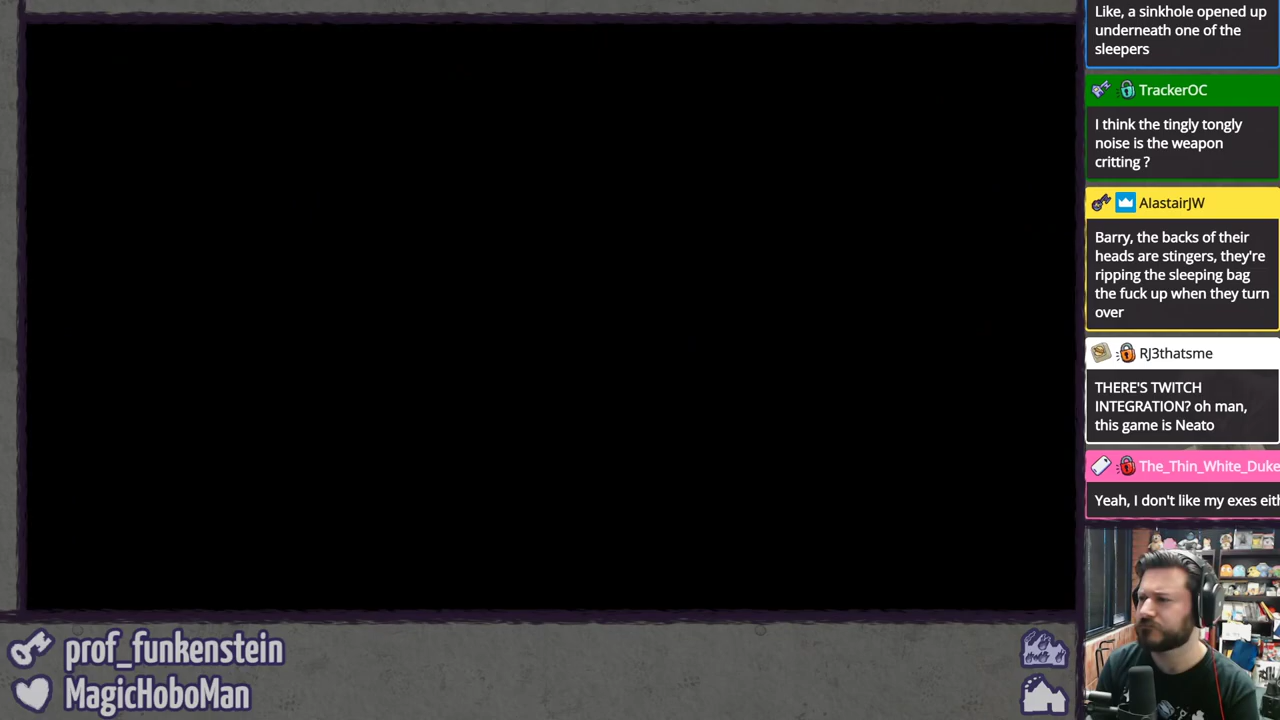 Like, a sinkhole opened up
underneath one of the
sleepers
TrackerOC
I think the tingly tongly
noise is the weapon
critting ?
AlastairJW
Barry, the backs of their
heads are stingers, they're
ripping the sleeping bag
the fuck up when they turn
over
RJ3thatsme
THERE'S TWITCH
INTEGRATION? oh man,
this game is Neato
The_Thin_White_Duke
Yeah, I don't like my exes eith
prof_funkenstein
MagicHoboMan